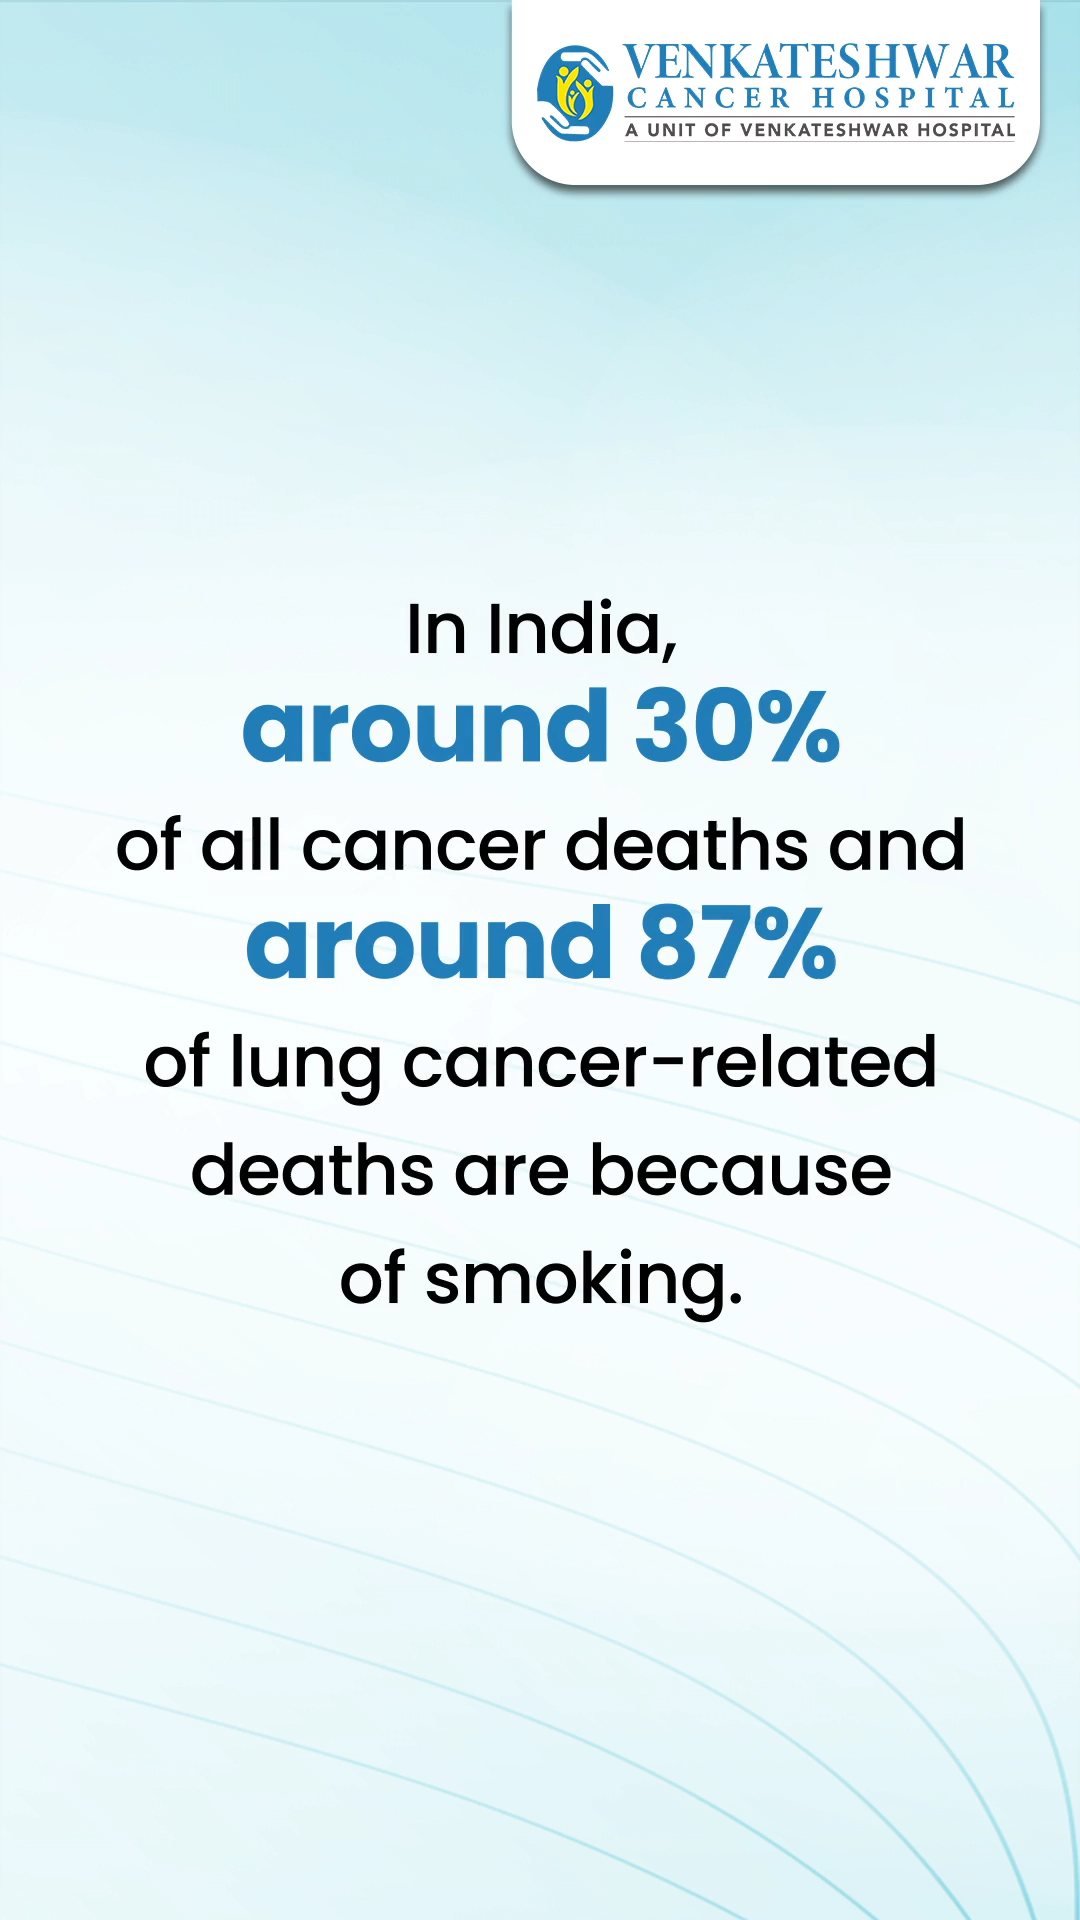 VENKATESHWAR
CANCER HOSPITAL
A UNIT OF VENKATESHWAR HOSPITAL
In India,
around 30%
of all cancer deaths and
around 87%
of lung cancer-related
deaths are because
of smoking.